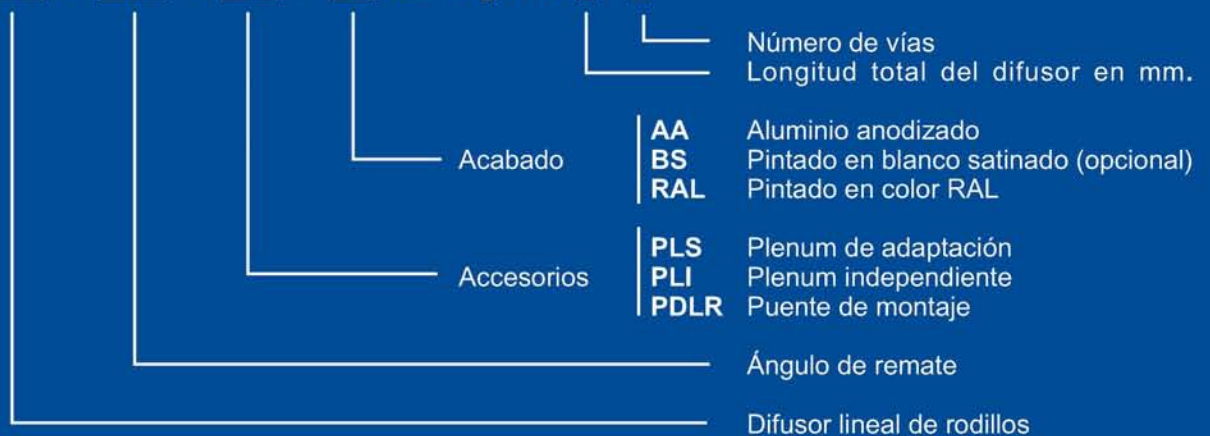 Número de vías
Longitud total del difusor en mm.
Acabado
AA Aluminio anodizado
BS Pintado en blanco satinado (opcional)
RAL Pintado en color RAL
Accesorios
PLS Plenum de adaptación
PLI Plenum independiente
PDLR Puente de montaje
Ángulo de remate
Difusor lineal de rodillos